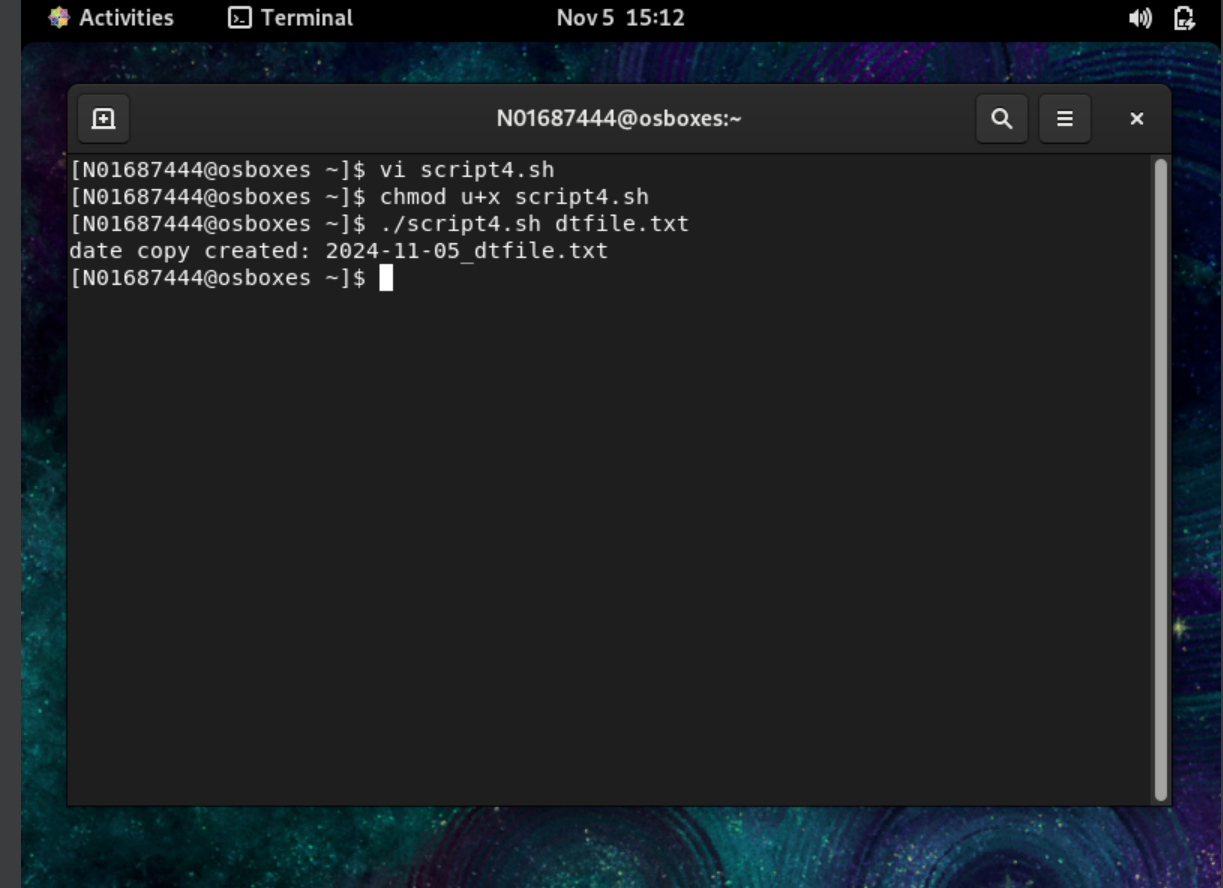 Activities Terminal Nov 5 15:12
N01687444@osboxes:~
[N01687444@osboxes ~]$ vi script4.sh
[N01687444@osboxes ~]$ chmod u+x script4.sh
[N01687444@osboxes ~]$ ./script4.sh dtfile.txt
date copy created: 2024-11-05_dtfile.txt
[N01687444@osboxes ~]$